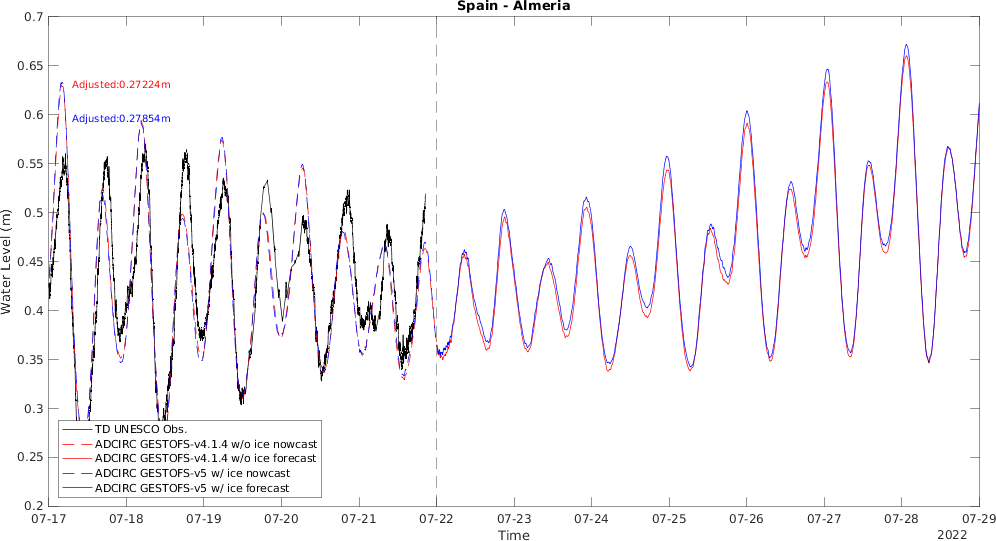 Spain - Almeria
0.7
0.65
0.6
0.55
0.5
0.45
0.4
0.35
0.3
0.25
0.2
Water Level (m)
Adjusted:0.27224m
Adjusted:0.27854m
TD UNESCO Obs.
ADCIRC GESTOFS-v4.1.4 w/o ice nowcast
ADCIRC GESTOFS-v4.1.4 w/o ice forecast
ADCIRC GESTOFS-v5 w/ ice nowcast
ADCIRC GESTOFS-v5 w/ ice forecast
07-17 07-18 07-19 07-20 07-21 07-22 07-23 07-24 07-25 07-26 07-27 07-28 07-29
Time
2022